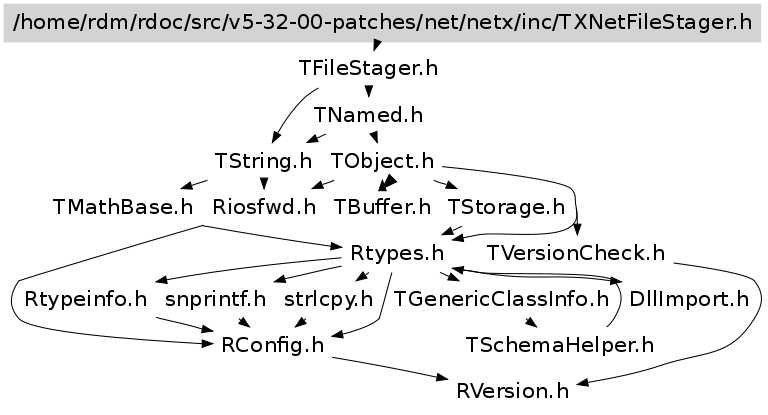 /home/rdm/rdoc/src/v5-32-00-patches/net/netx/inc/TXNetFileStager.h
TFileStager.h
TNamed.h
TString.h TObject.h
TMathBase.h Riosfwd.h TBuffer.h TStorage.h
Rtypes.h TVersionCheck.h
Rtypeinfo.h snprintf.h strlcpy.h TGenericClassInfo.h DllImport.h
RConfig.h TSchemaHelper.h
RVersion.h